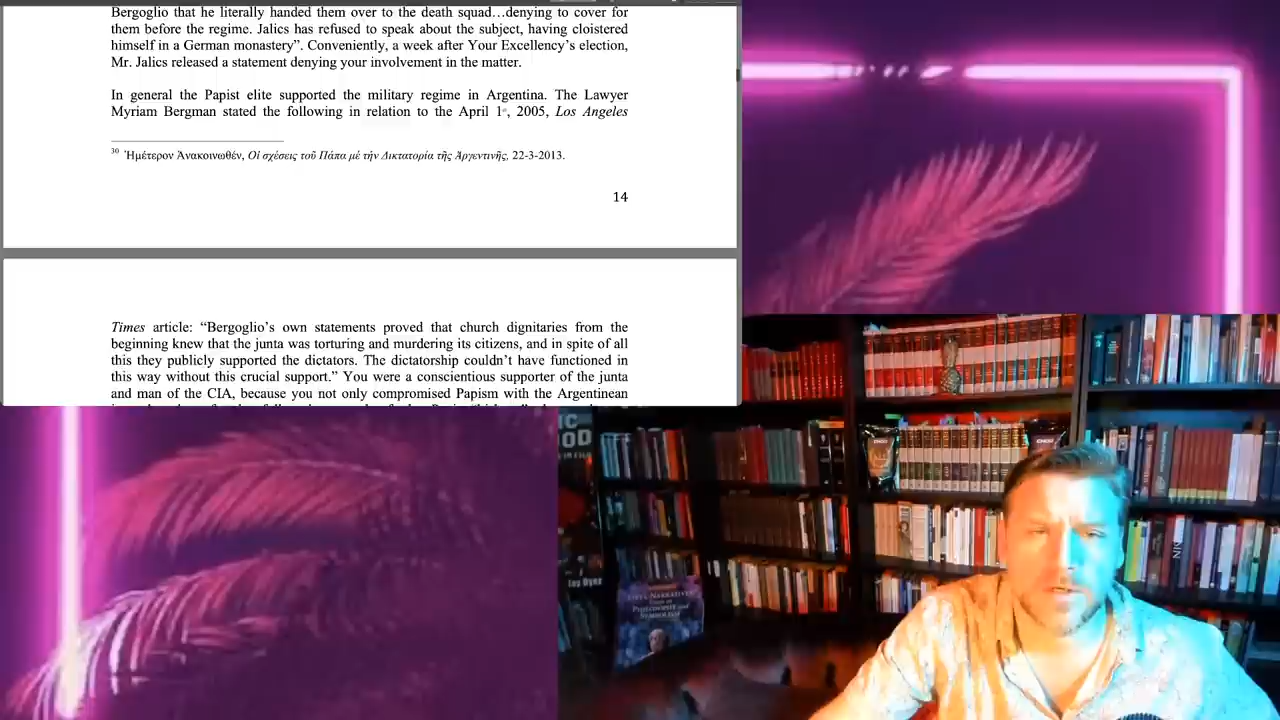 Bergoglio that he literally handed them over to the death squad…denying to cover for
them before the regime. Jalics has refused to speak about the subject, having cloistered
himself in a German monastery”. Conveniently, a week after Your Excellency’s election,
Mr. Jalics released a statement denying your involvement in the matter.
In general the Papist elite supported the military regime in Argentina. The Lawyer
Myriam Bergman stated the following in relation to the April 1st, 2005, Los Angeles
30 Ἡμέτερον Ἀνακοινωθέν, Οἱ σχέσεις τοῦ Πάπα μέ τήν Δικτατορία τῆς Ἀργεντινῆς, 22-3-2013.
14
Times article: “Bergoglio’s own statements proved that church dignitaries from the
beginning knew that the junta was torturing and murdering its citizens, and in spite of all
this they publicly supported the dictators. The dictatorship couldn’t have functioned in
this way without this crucial support.” You were a conscientious supporter of the junta
and man of the CIA, because you not only compromised Papism with the Argentinean